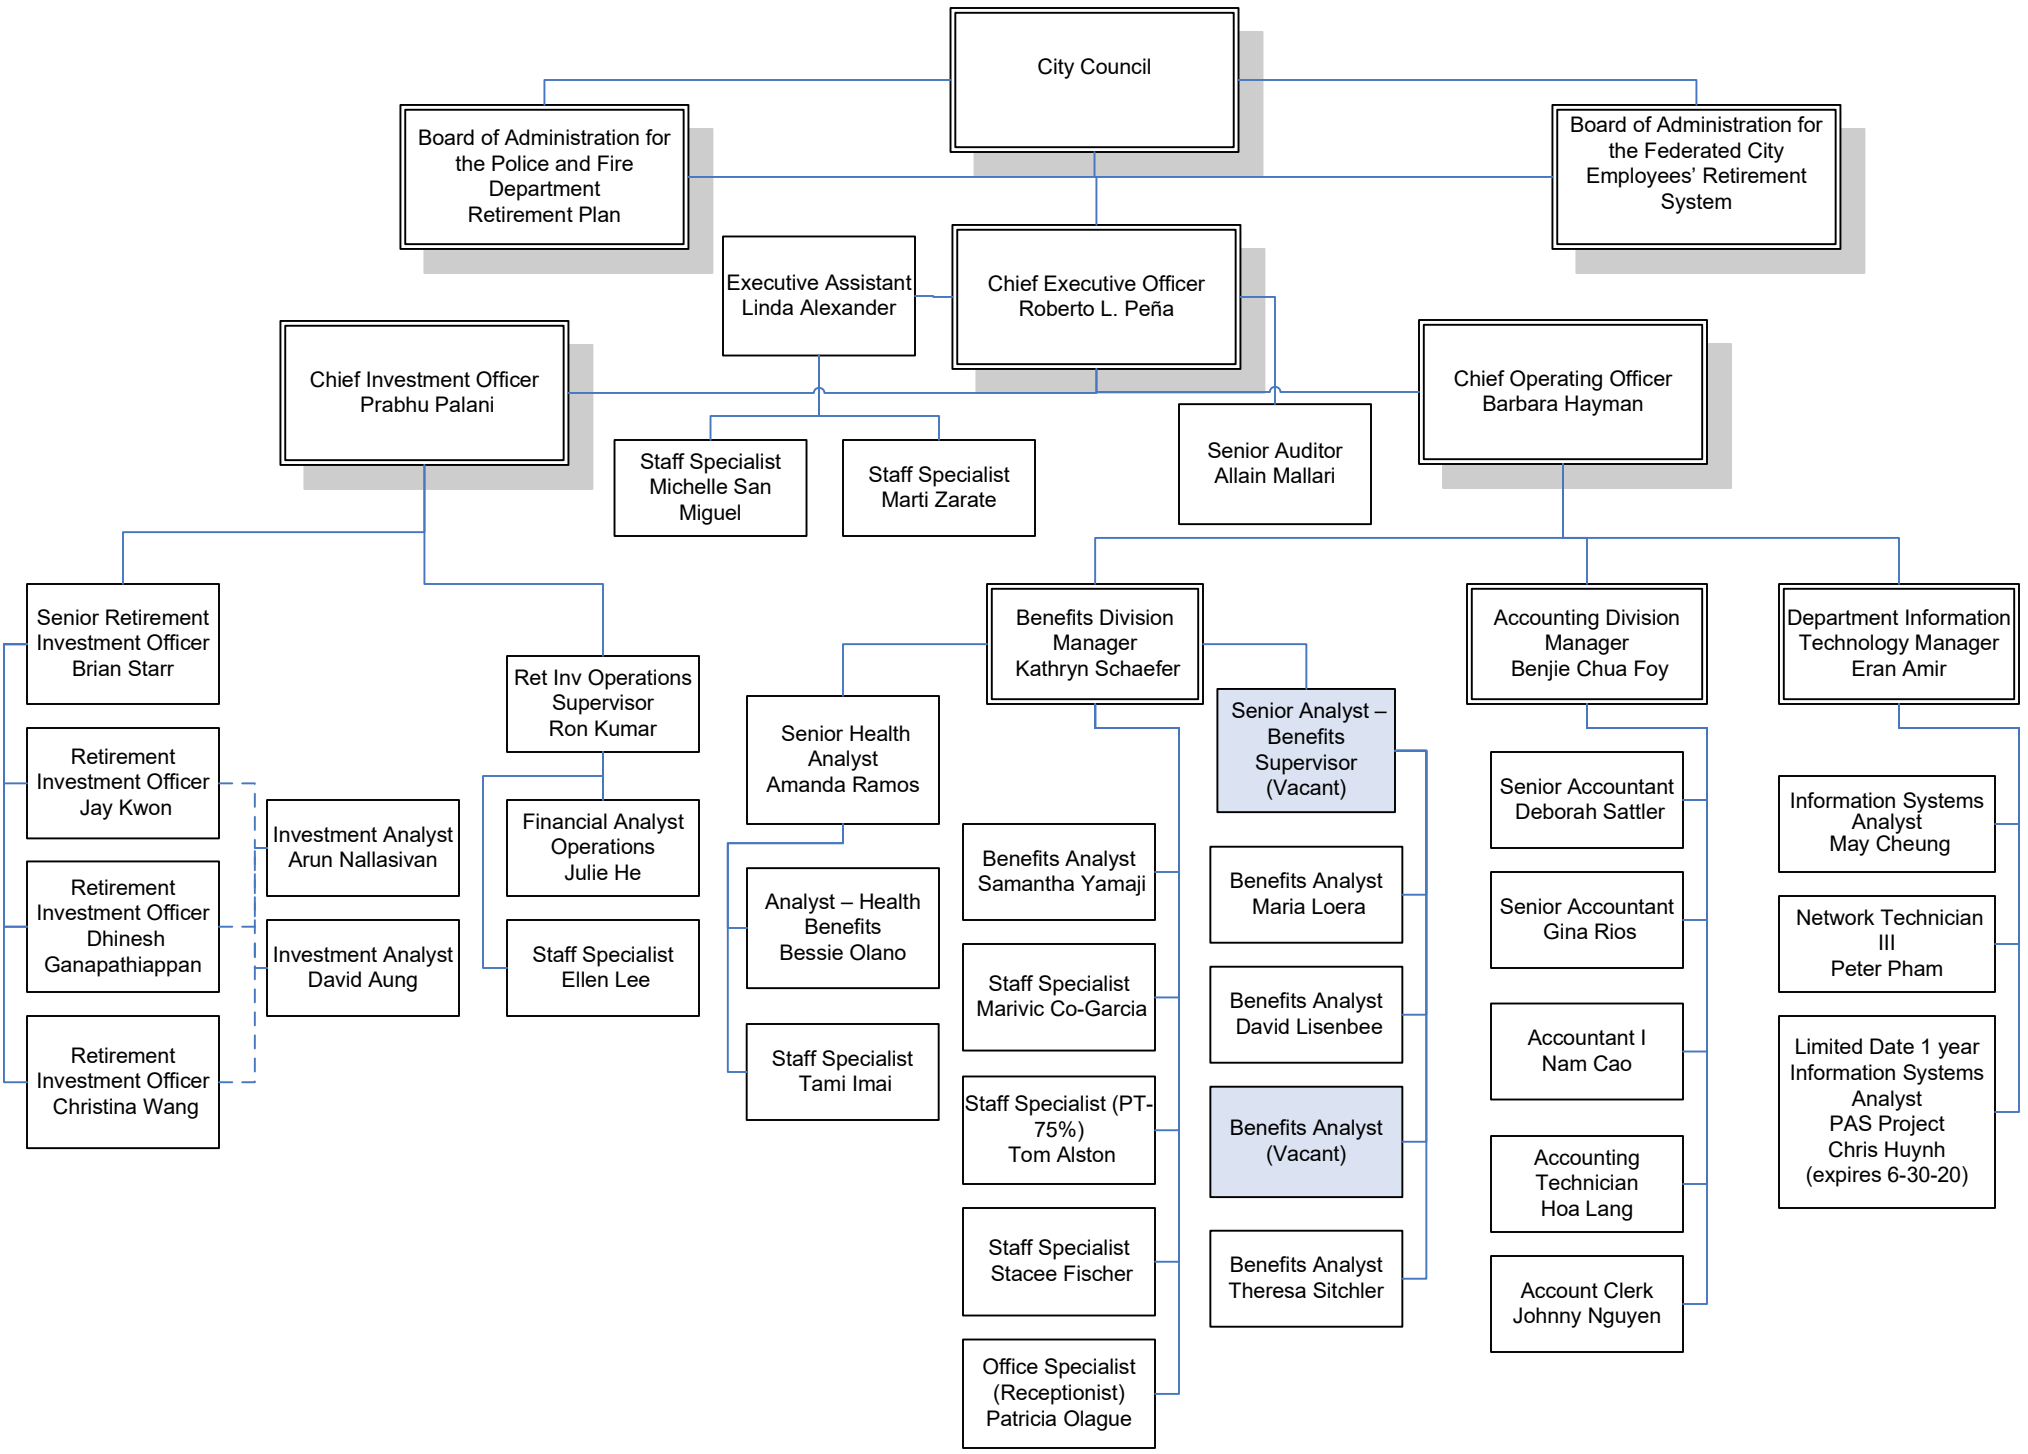 City Council
Board of Administration for
the Police and Fire
Department
Retirement Plan
Board of Administration for
the Federated City
Employees’ Retirement
System
Executive Assistant
Linda Alexander
Chief Executive Officer
Roberto L. Peña
Chief Investment Officer
Prabhu Palani
Chief Operating Officer
Barbara Hayman
Staff Specialist
Michelle San
Miguel
Staff Specialist
Marti Zarate
Senior Auditor
Allain Mallari
Senior Retirement
Investment Officer
Brian Starr
Retirement
Investment Officer
Jay Kwon
Retirement
Investment Officer
Dhinesh
Ganapathiappan
Retirement
Investment Officer
Christina Wang
Investment Analyst
Arun Nallasivan
Investment Analyst
David Aung
Ret Inv Operations
Supervisor
Ron Kumar
Financial Analyst
Operations
Julie He
Staff Specialist
Ellen Lee
Benefits Division
Manager
Kathryn Schaefer
Senior Health
Analyst
Amanda Ramos
Analyst – Health
Benefits
Bessie Olano
Staff Specialist
Tami Imai
Benefits Analyst
Samantha Yamaji
Staff Specialist
Marivic Co-Garcia
Staff Specialist (PT-
75%)
Tom Alston
Staff Specialist
Stacee Fischer
Office Specialist
(Receptionist)
Patricia Olague
Senior Analyst –
Benefits
Supervisor
(Vacant)
Benefits Analyst
Maria Loera
Benefits Analyst
David Lisenbee
Benefits Analyst
(Vacant)
Benefits Analyst
Theresa Sitchler
Accounting Division
Manager
Benjie Chua Foy
Senior Accountant
Deborah Sattler
Senior Accountant
Gina Rios
Accountant I
Nam Cao
Accounting
Technician
Hoa Lang
Account Clerk
Johnny Nguyen
Department Information
Technology Manager
Eran Amir
Information Systems
Analyst
May Cheung
Network Technician
III
Peter Pham
Limited Date 1 year
Information Systems
Analyst
PAS Project
Chris Huynh
(expires 6-30-20)